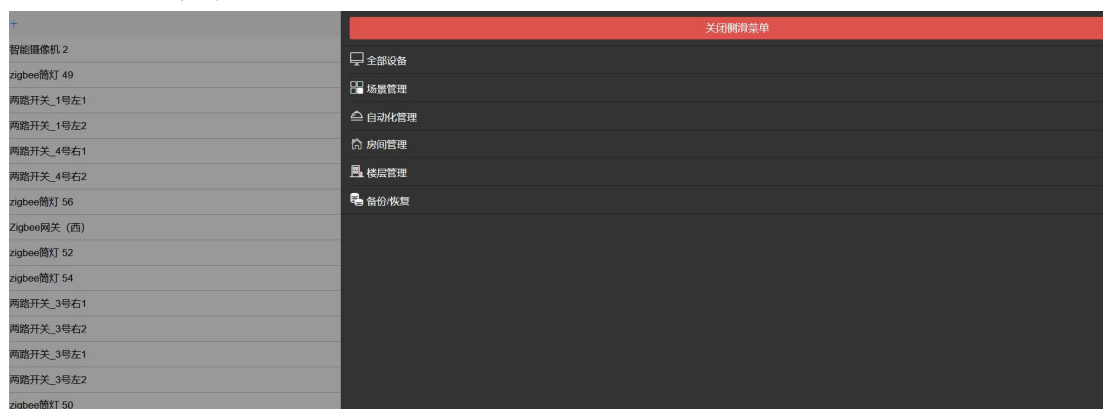 +
智能摄像机 2
zigbee筒灯 49
两路开关_1号左1
两路开关_1号左2
两路开关_4号右1
两路开关_4号右2
zigbee筒灯 56
Zigbee网关（西）
zigbee筒灯 52
zigbee筒灯 54
两路开关_3号右1
两路开关_3号右2
两路开关_3号左1
两路开关_3号左2
zigbee筒灯 50
关闭侧滑菜单
全部设备
场景管理
自动化管理
房间管理
楼层管理
备份/恢复